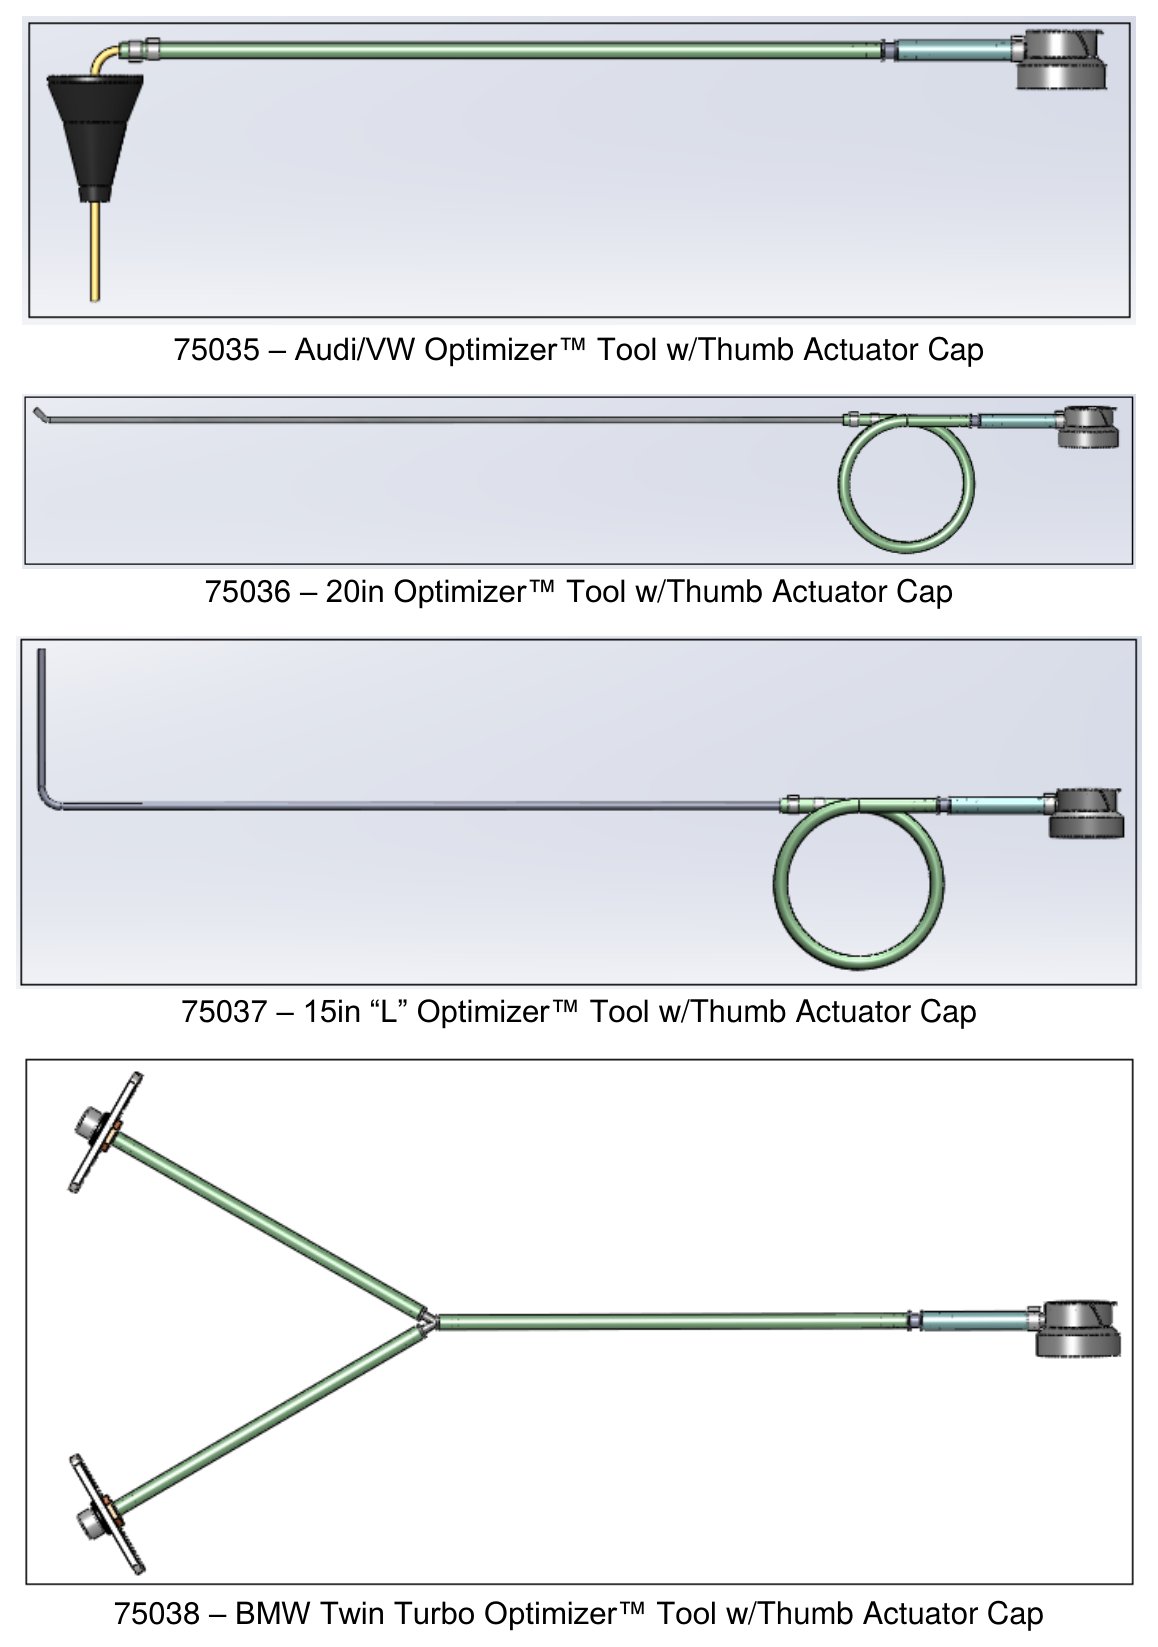 75035 – Audi/VW Optimizer™ Tool w/Thumb Actuator Cap
75036 – 20in Optimizer™ Tool w/Thumb Actuator Cap
75037 – 15in “L” Optimizer™ Tool w/Thumb Actuator Cap
75038 – BMW Twin Turbo Optimizer™ Tool w/Thumb Actuator Cap